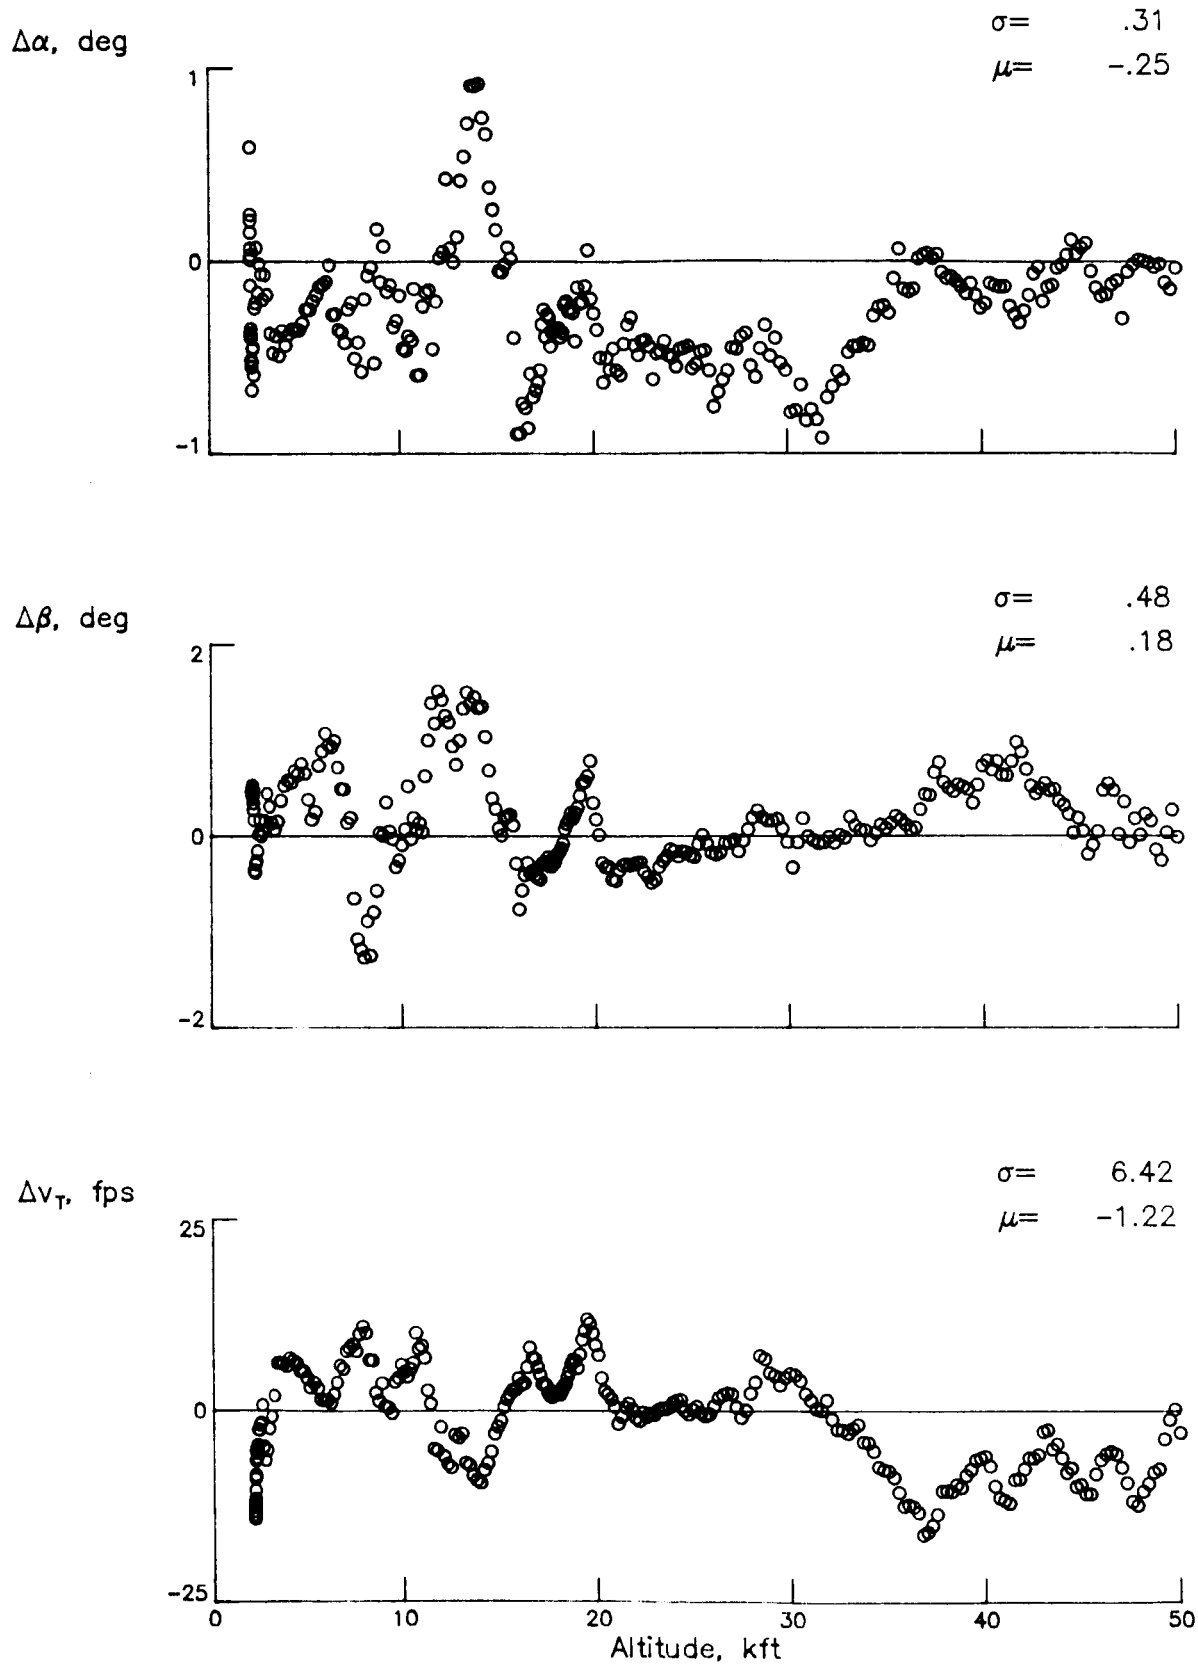 Δα, deg
σ= .31
μ= -.25
1
0
-1
Δβ, deg
σ= .48
μ= .18
2
0
-2
Δv_T, fps
σ= 6.42
μ= -1.22
25
0
-25
0 10 20 30 40 50
Altitude, kft